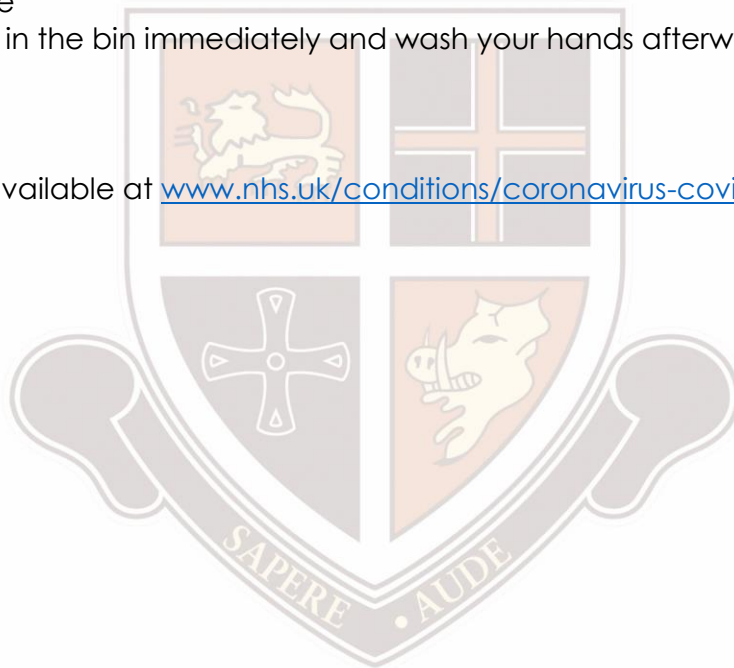 e
in the bin immediately and wash your hands afterw
vailable at www.nhs.uk/conditions/coronavirus-covi
SAPERE • AUDE